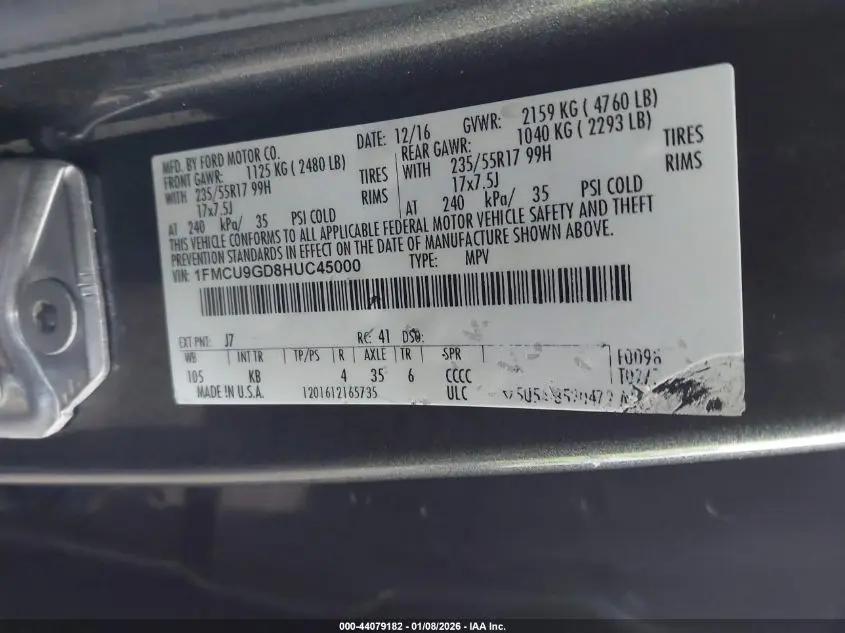 MFD. BY FORD MOTOR CO. DATE: 12/16 GVWR: 2159 KG ( 4760 LB)
FRONT GAWR: 1125 KG ( 2480 LB) REAR GAWR: 1040 KG ( 2293 LB)
WITH 235/55R17 99H TIRES WITH 235/55R17 99H TIRES
17x7.5J RIMS 17x7.5J RIMS
AT 240 kPa/ 35 PSI COLD AT 240 kPa/ 35 PSI COLD
THIS VEHICLE CONFORMS TO ALL APPLICABLE FEDERAL MOTOR VEHICLE SAFETY AND THEFT
PREVENTION STANDARDS IN EFFECT ON THE DATE OF MANUFACTURE SHOWN ABOVE.
VIN: 1FMCU9GD8HUC45000 TYPE: MPV
EXT PNT: J7 RC: 41 DSO:
WB INT TR TP/PS R AXLE TR SPR
105 KB 4 35 6 CCCC
MADE IN U.S.A. 1201612165735 ULC
000-44079182 - 01/08/2026 - IAA Inc.